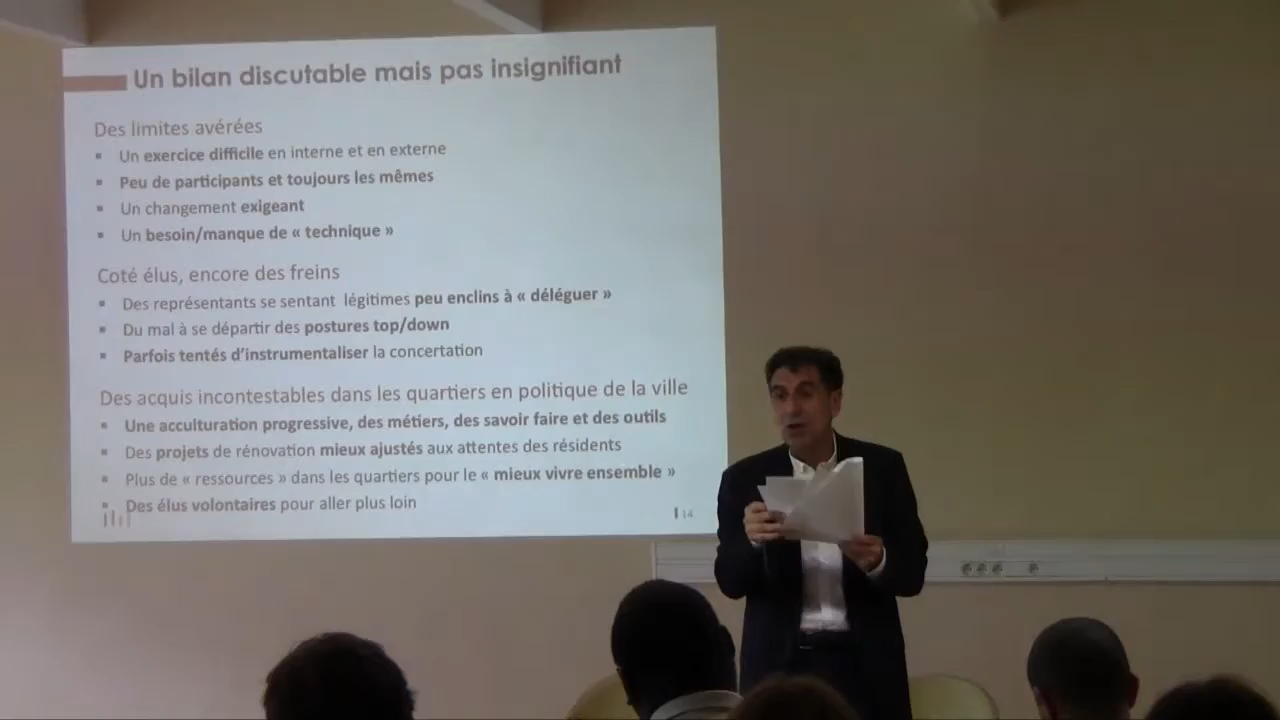 Un bilan discutable mais pas insignifiant
Des limites avérées
▪ Un exercice difficile en interne et en externe
▪ Peu de participants et toujours les mêmes
▪ Un changement exigeant
▪ Un besoin/manque de « technique »
Coté élus, encore des freins
▪ Des représentants se sentant légitimes peu enclins à « déléguer »
▪ Du mal à se départir des postures top/down
▪ Parfois tentés d'instrumentaliser la concertation
Des acquis incontestables dans les quartiers en politique de la ville
▪ Une acculturation progressive, des métiers, des savoir faire et des outils
▪ Des projets de rénovation mieux ajustés aux attentes des résidents
▪ Plus de « ressources » dans les quartiers pour le « mieux vivre ensemble »
▪ Des élus volontaires pour aller plus loin
14